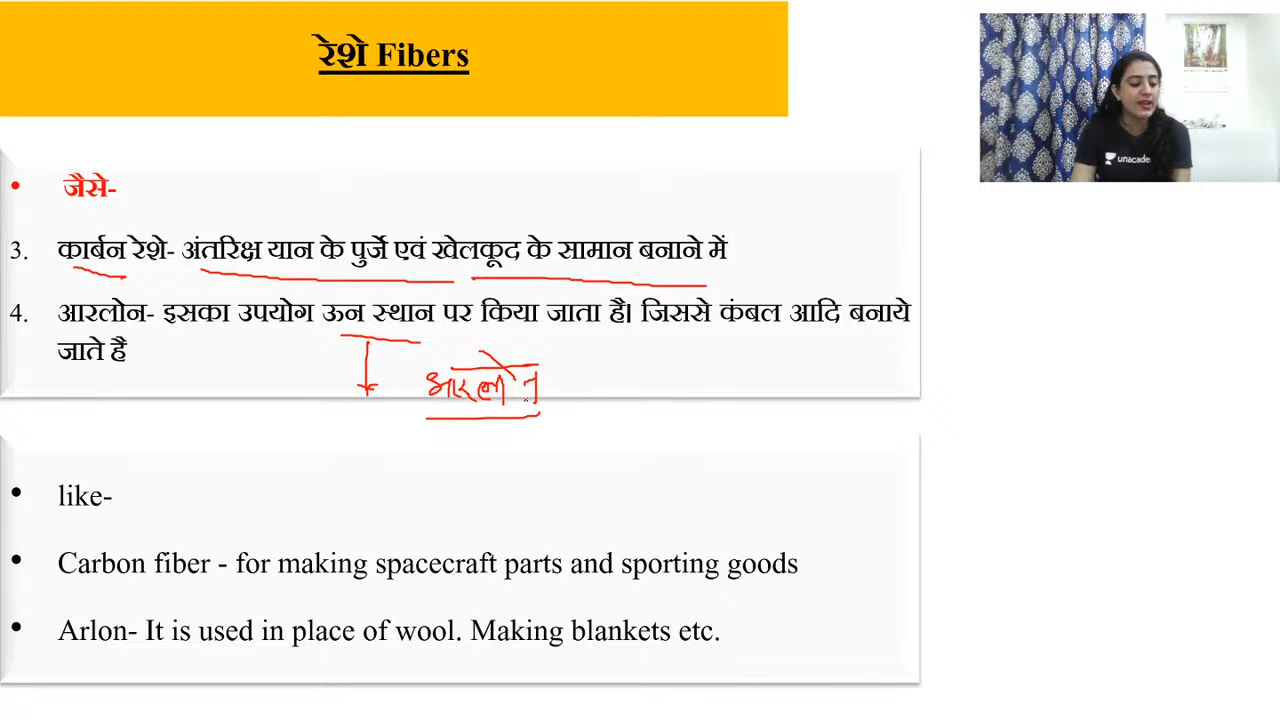 रेशे Fibers
unacade
• जैसे-
3. कार्बन रेशे- अंतरिक्ष यान के पुर्जे एवं खेलकूद के सामान बनाने में
4. आरलोन- इसका उपयोग ऊन स्थान पर किया जाता है। जिससे कंबल आदि बनाये
जाते है
आरलोन
• like-
• Carbon fiber - for making spacecraft parts and sporting goods
• Arlon- It is used in place of wool. Making blankets etc.